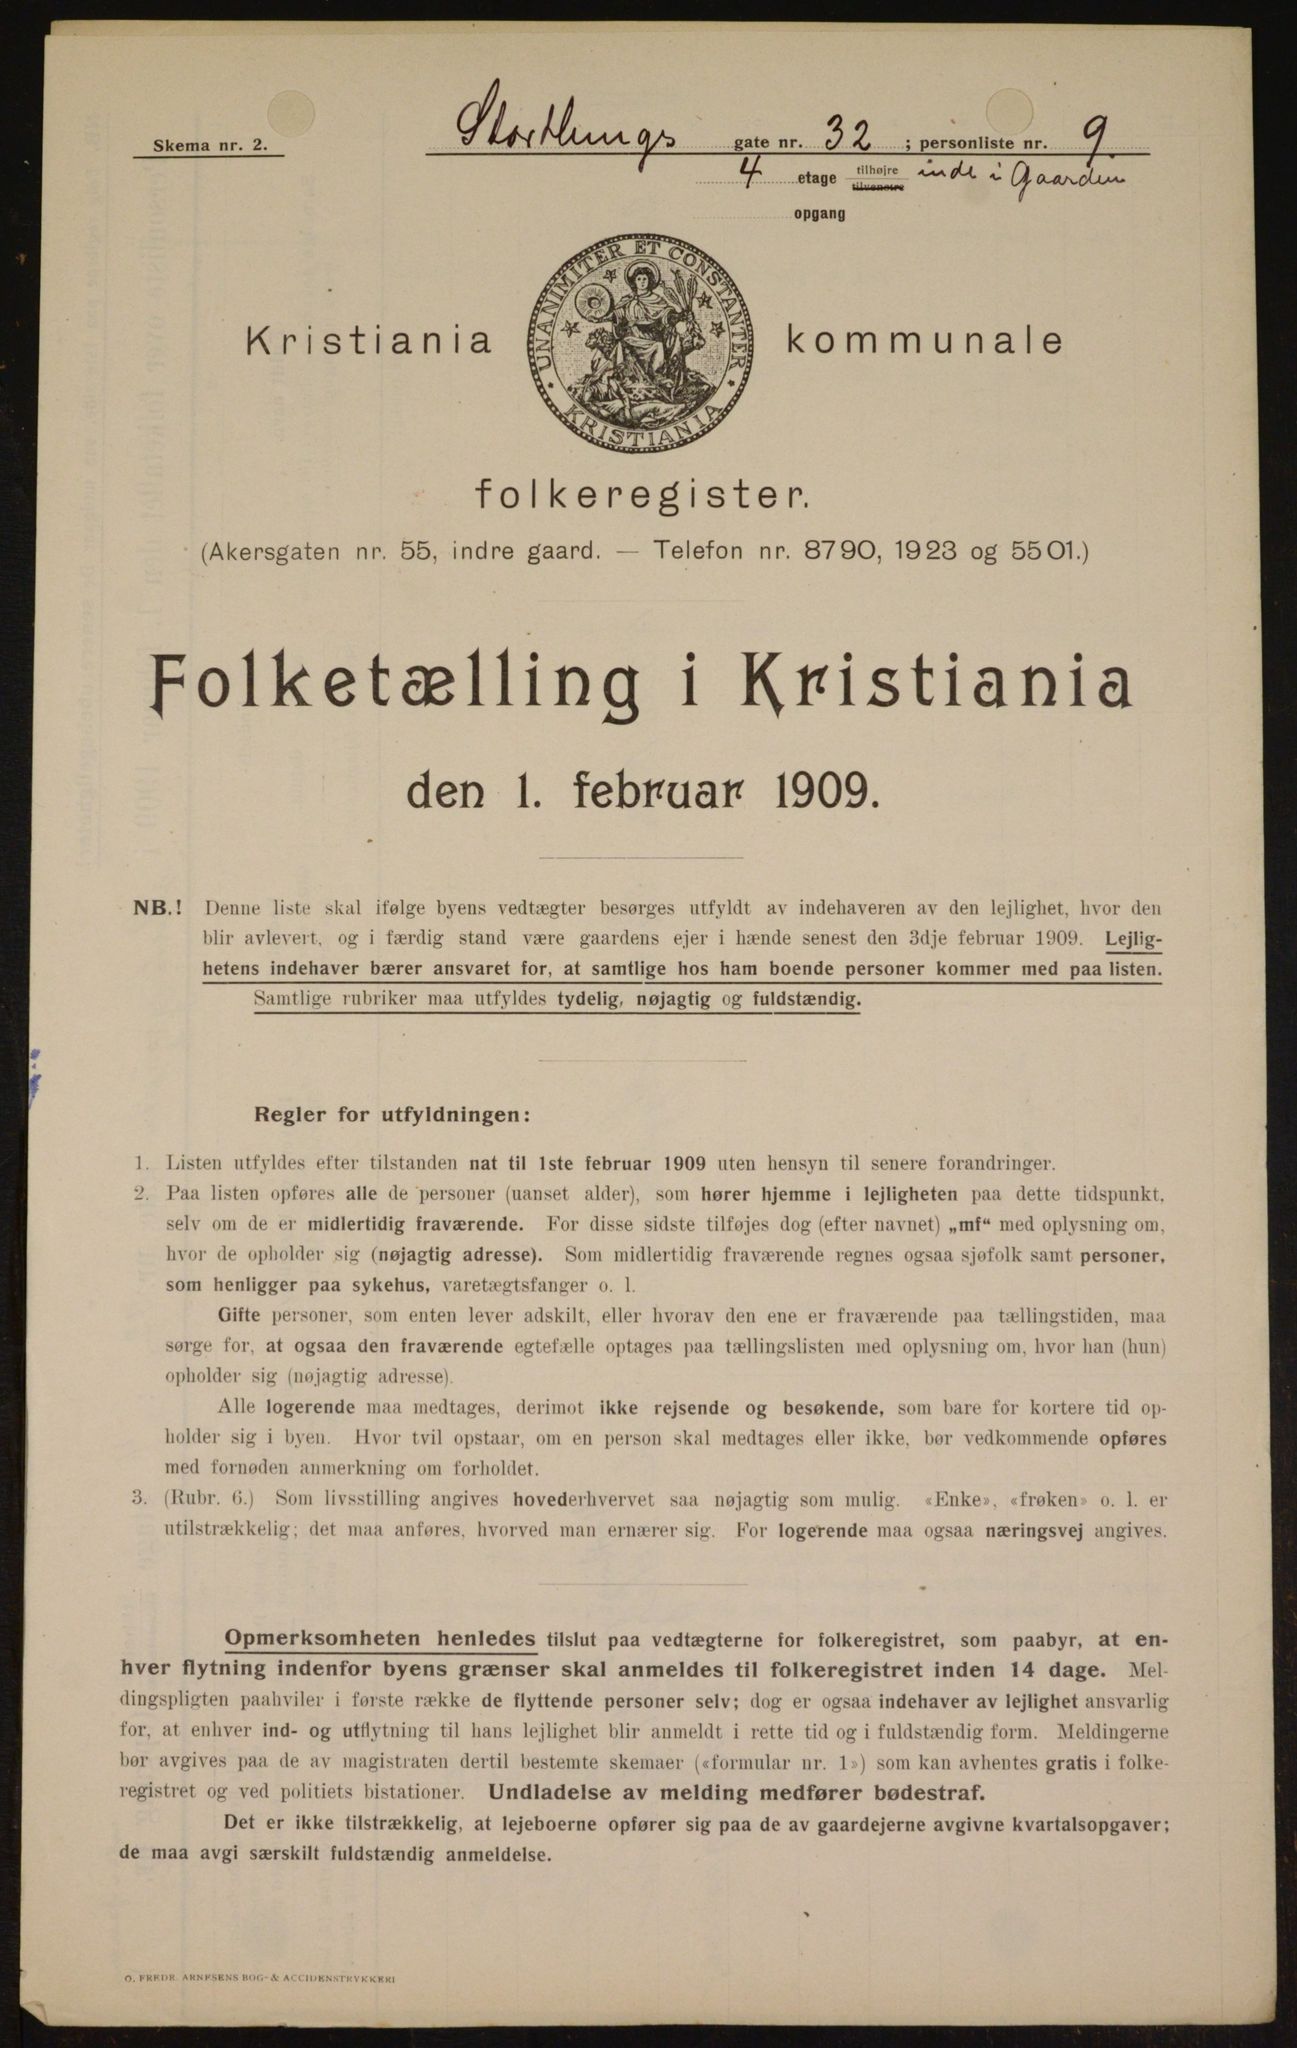 Skema nr. 2.
Storthings gate nr. 32 ; personliste nr. 9
4 etage tilhøjre tilvenstre inde i Gaarden
opgang
UNANIMITER ET CONSTANTER
KRISTIANIA
Kristiania kommunale
folkeregister.
(Akersgaten nr. 55, indre gaard. — Telefon nr. 8790, 1923 og 5501.)
Folketælling i Kristiania
den 1. februar 1909.
NB.! Denne liste skal ifølge byens vedtægter besørges utfyldt av indehaveren av den lejlighet, hvor den
blir avlevert, og i færdig stand være gaardens ejer i hænde senest den 3dje februar 1909. Lejlig-
hetens indehaver bærer ansvaret for, at samtlige hos ham boende personer kommer med paa listen.
Samtlige rubriker maa utfyldes tydelig, nøjagtig og fuldstændig.
Regler for utfyldningen:
1. Listen utfyldes efter tilstanden nat til 1ste februar 1909 uten hensyn til senere forandringer.
2. Paa listen opføres alle de personer (uanset alder), som hører hjemme i lejligheten paa dette tidspunkt,
selv om de er midlertidig fraværende. For disse sidste tilføjes dog (efter navnet) „mf“ med oplysning om,
hvor de opholder sig (nøjagtig adresse). Som midlertidig fraværende regnes ogsaa sjøfolk samt personer,
som henligger paa sykehus, varetægtsfanger o. l.
Gifte personer, som enten lever adskilt, eller hvorav den ene er fraværende paa tællingstiden, maa
sørge for, at ogsaa den fraværende egtefælle optages paa tællingslisten med oplysning om, hvor han (hun)
opholder sig (nøjagtig adresse).
Alle logerende maa medtages, derimot ikke rejsende og besøkende, som bare for kortere tid op-
holder sig i byen. Hvor tvil opstaar, om en person skal medtages eller ikke, bør vedkommende opføres
med fornøden anmerkning om forholdet.
3. (Rubr. 6.) Som livsstilling angives hovederhvervet saa nøjagtig som mulig. «Enke», «frøken» o. l. er
utilstrækkelig; det maa anføres, hvorved man ernærer sig. For logerende maa ogsaa næringsvej angives.
Opmerksomheten henledes tilslut paa vedtægterne for folkeregistret, som paabyr, at en-
hver flytning indenfor byens grænser skal anmeldes til folkeregistret inden 14 dage. Mel-
dingspligten paahviler i første række de flyttende personer selv; dog er ogsaa indehaver av lejlighet ansvarlig
for, at enhver ind- og utflytning til hans lejlighet blir anmeldt i rette tid og i fuldstændig form. Meldingerne
bør avgives paa de av magistraten dertil bestemte skemaer («formular nr. 1») som kan avhentes gratis i folke-
registret og ved politiets bistationer. Undladelse av melding medfører bødestraf.
Det er ikke tilstrækkelig, at lejeboerne opfører sig paa de av gaardejerne avgivne kvartalsopgaver;
de maa avgi særskilt fuldstændig anmeldelse.
O. FREDR. ARNESENS BOG- & ACCIDENSTRYKKERI